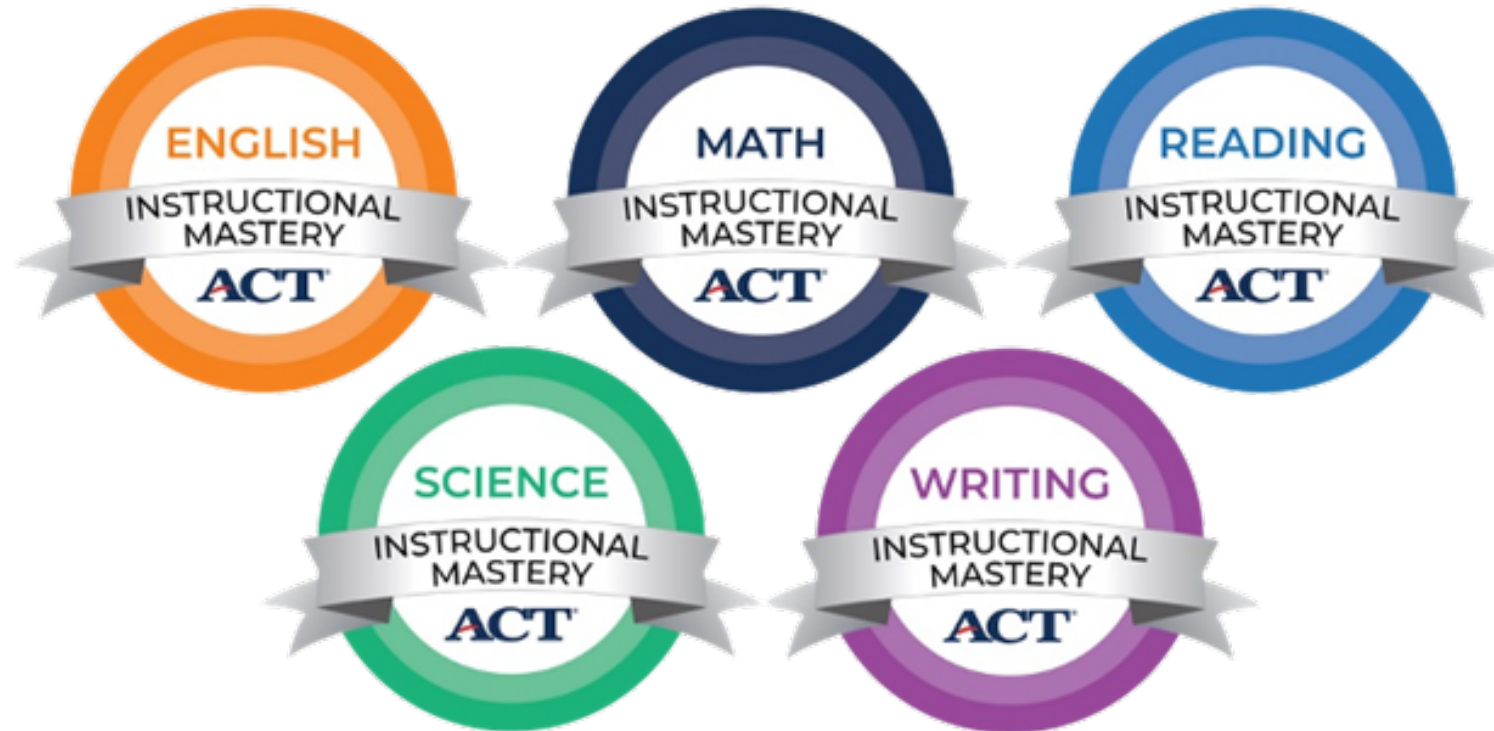 ENGLISH
INSTRUCTIONAL
MASTERY
ACT
MATH
INSTRUCTIONAL
MASTERY
ACT
READING
INSTRUCTIONAL
MASTERY
ACT
SCIENCE
INSTRUCTIONAL
MASTERY
ACT
WRITING
INSTRUCTIONAL
MASTERY
ACT